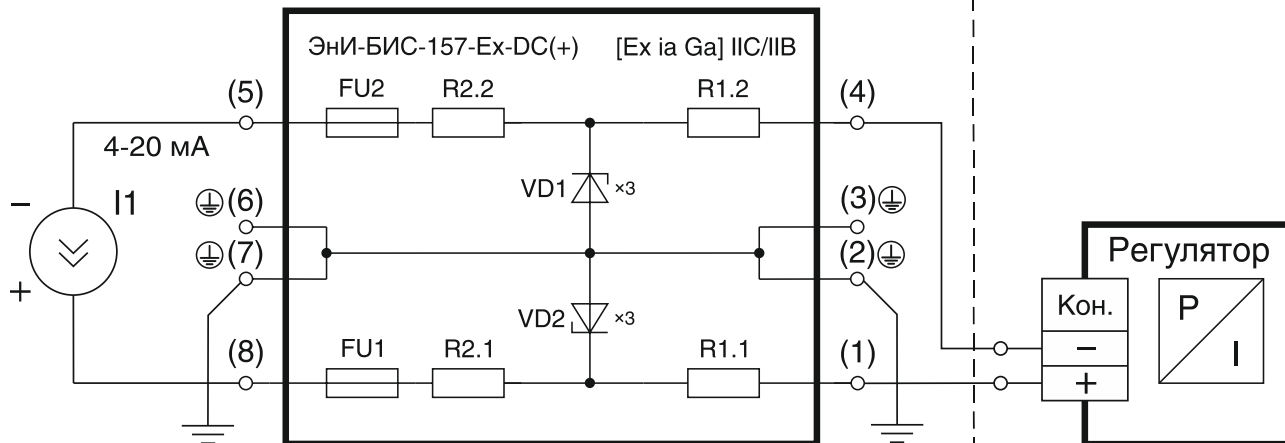 ЭнИ-БИС-157-Ex-DC(+) [Ex ia Ga] IIC/IIB
(5) FU2 R2.2 R1.2 (4)
4-20 мА
VD1 ×3
− I1 (6) (3)
(7) (2) Регулятор
+ Кон. P
VD2 ×3
(8) FU1 R2.1 R1.1 (1) − I
+